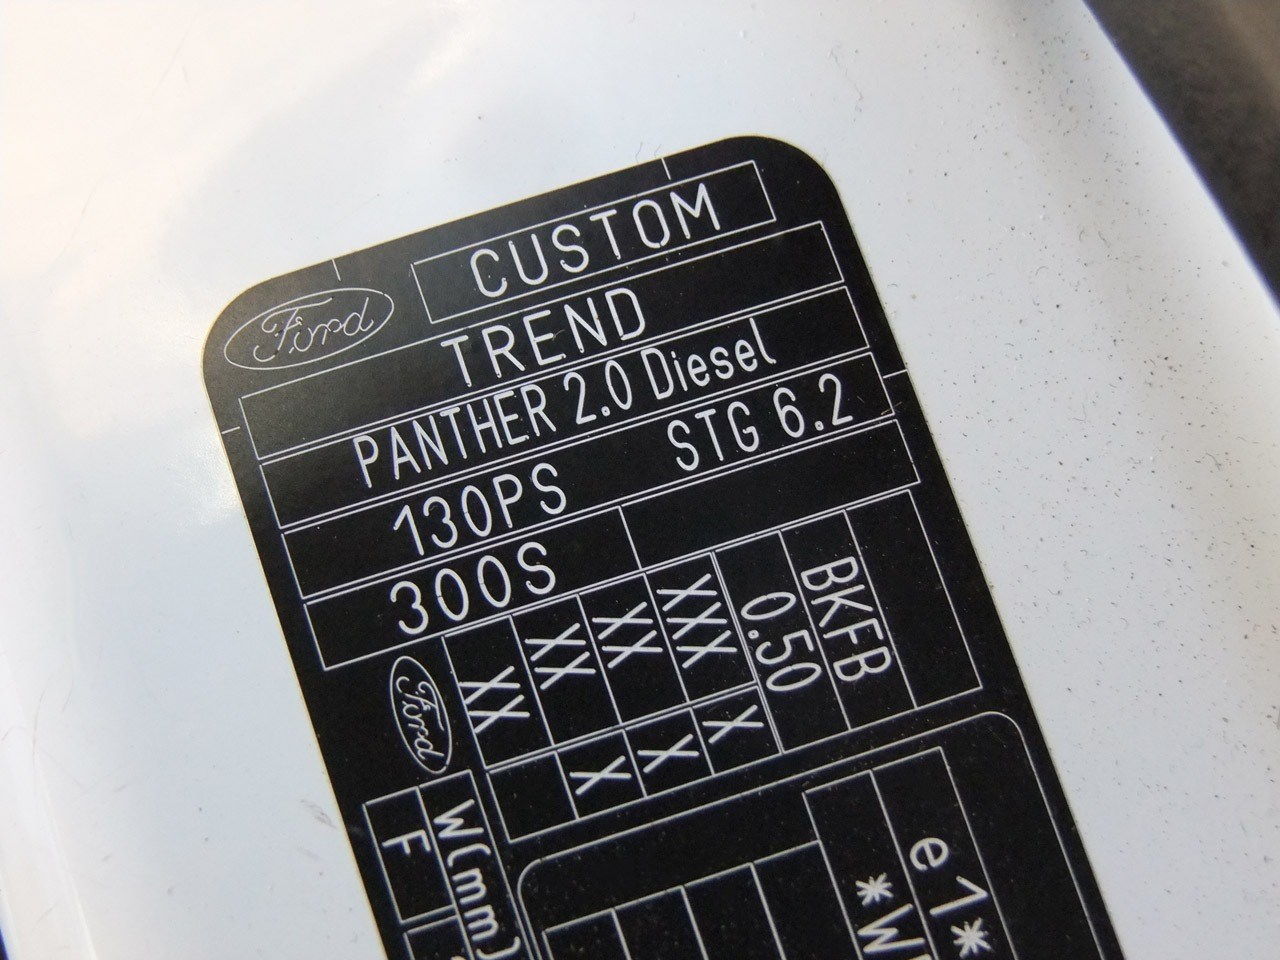 Ford CUSTOM
TREND
PANTHER 2.0 Diesel
130PS STG 6.2
300S
BKFB
0.50
XXX X
XX X
XX X
XX
Ford
W(mm)
F
e1*
*W